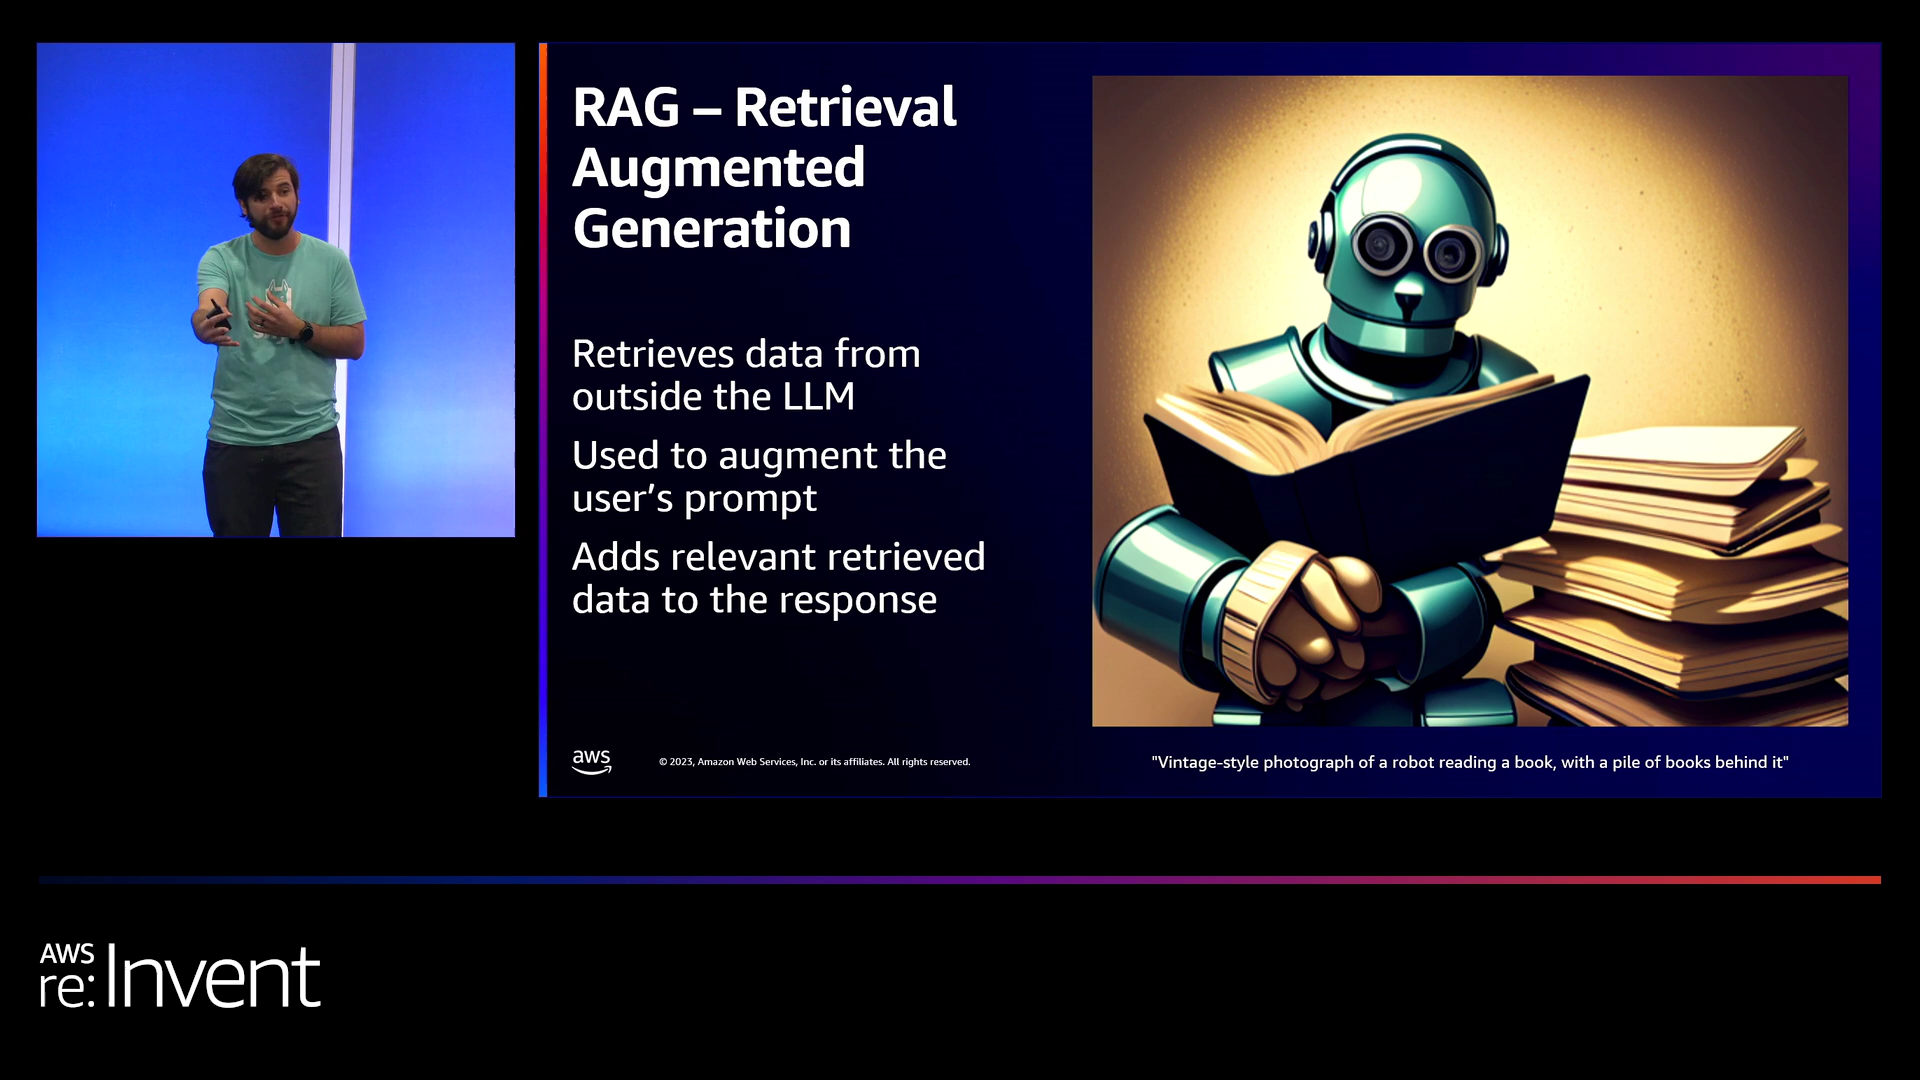 RAG – Retrieval
Augmented
Generation
Retrieves data from
outside the LLM
Used to augment the
user’s prompt
Adds relevant retrieved
data to the response
aws
© 2023, Amazon Web Services, Inc. or its affiliates. All rights reserved.
"Vintage-style photograph of a robot reading a book, with a pile of books behind it"
AWS
re:Invent